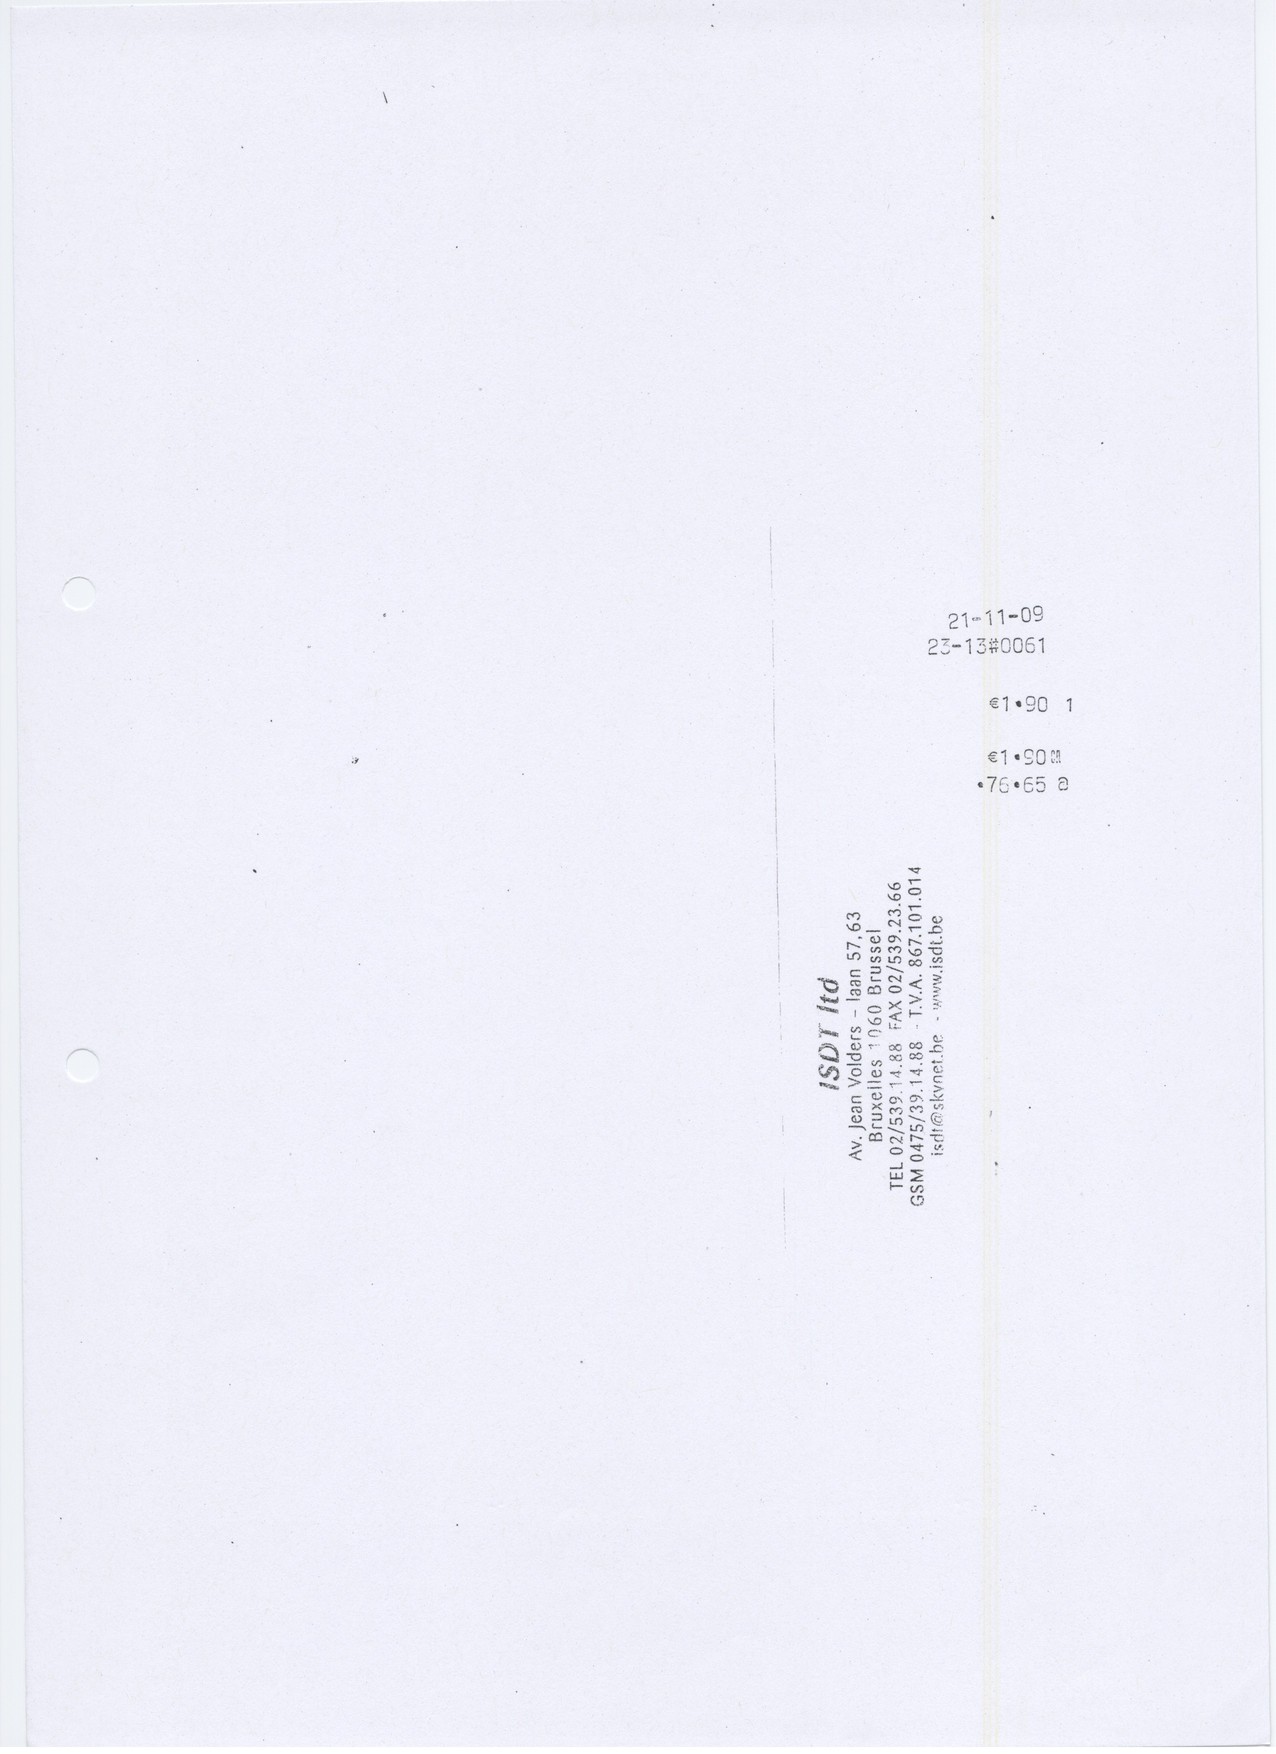 21-11-09
23-13#0061
€1.90 1
€1.90CA
.76.65 a
ISDT ltd
Av. Jean Volders - laan 57,63
Bruxelles 1060 Brussel
TEL 02/539.14.88 FAX 02/539.23.66
GSM 0475/39.14.88 - T.V.A. 867.101.014
isdt@skynet.be - www.isdt.be